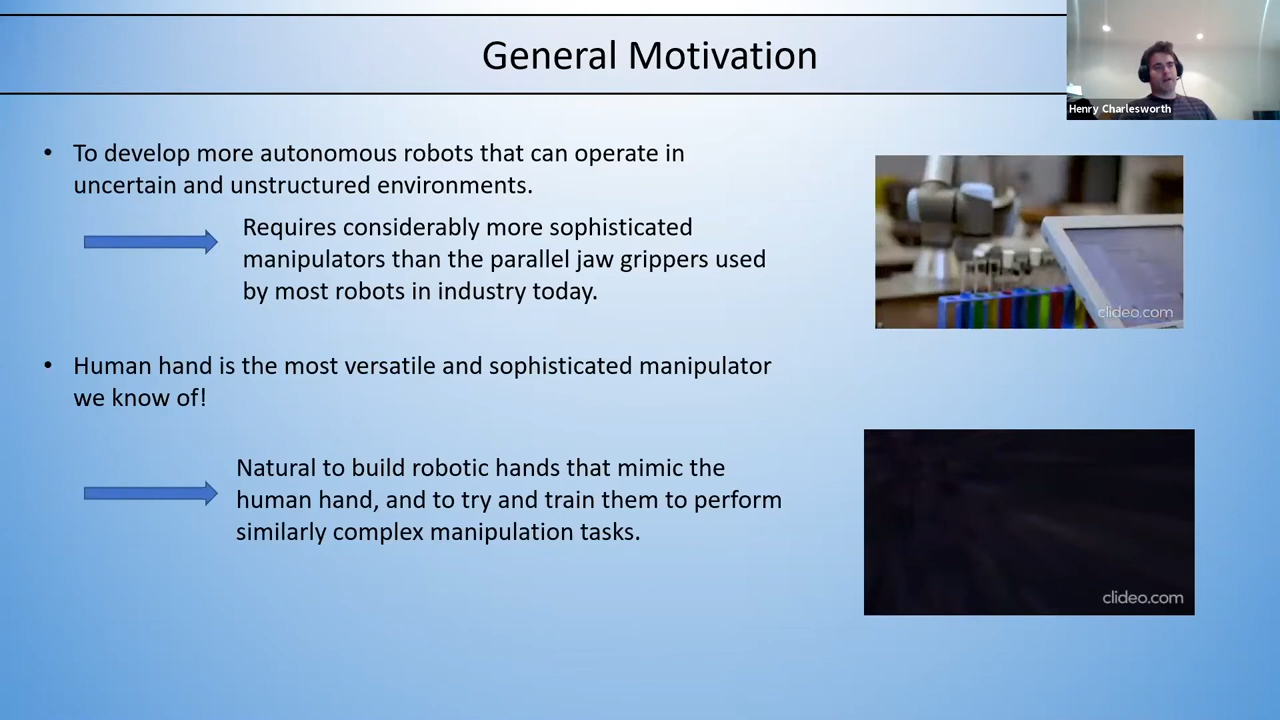 General Motivation
Henry Charlesworth
• To develop more autonomous robots that can operate in
uncertain and unstructured environments.
Requires considerably more sophisticated
manipulators than the parallel jaw grippers used
by most robots in industry today.
clideo.com
• Human hand is the most versatile and sophisticated manipulator
we know of!
Natural to build robotic hands that mimic the
human hand, and to try and train them to perform
similarly complex manipulation tasks.
clideo.com